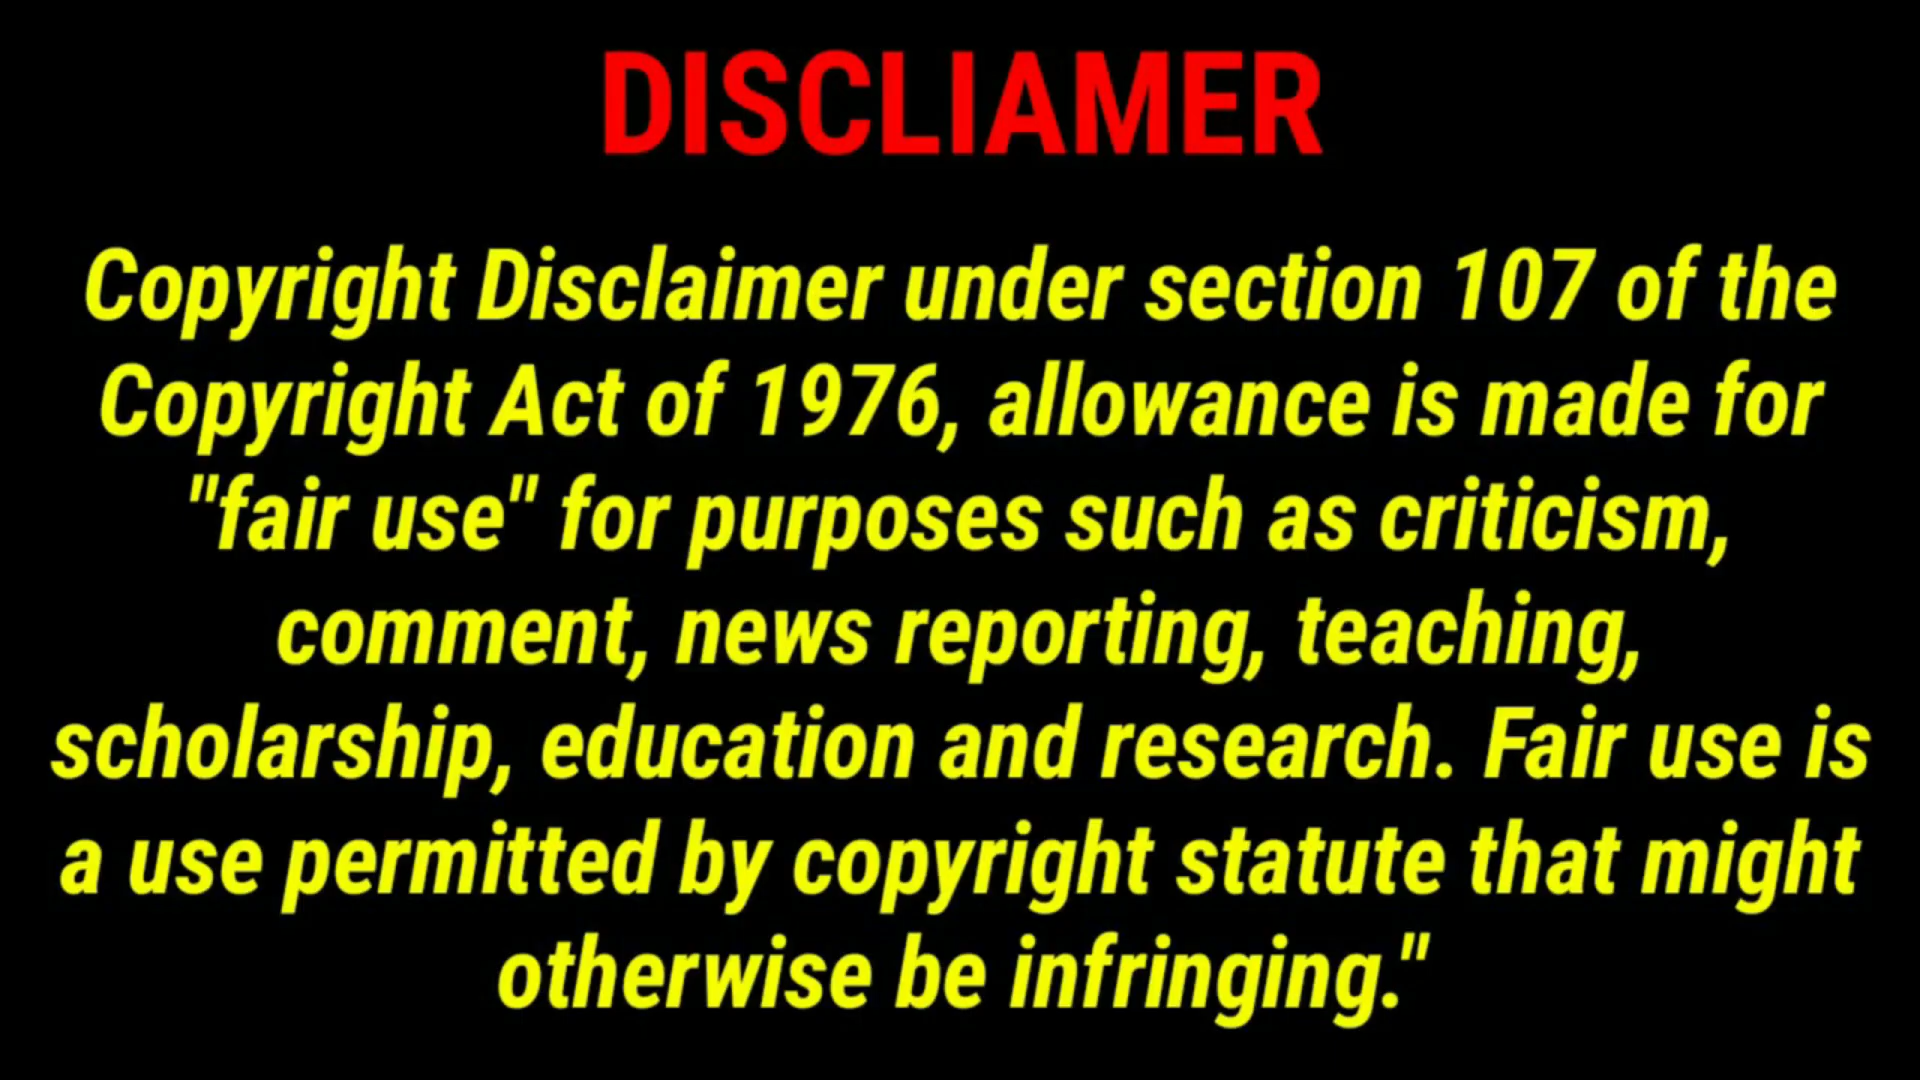 DISCLIAMER
Copyright Disclaimer under section 107 of the
Copyright Act of 1976, allowance is made for
"fair use" for purposes such as criticism,
comment, news reporting, teaching,
scholarship, education and research. Fair use is
a use permitted by copyright statute that might
otherwise be infringing."